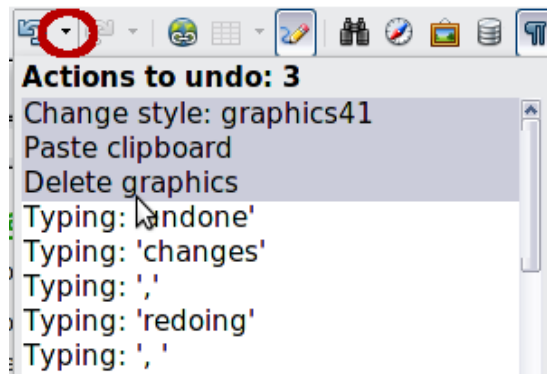 Actions to undo: 3
Change style: graphics41
Paste clipboard
Delete graphics
Typing: 'undone'
Typing: 'changes'
Typing: ','
Typing: 'redoing'
Typing: ', '